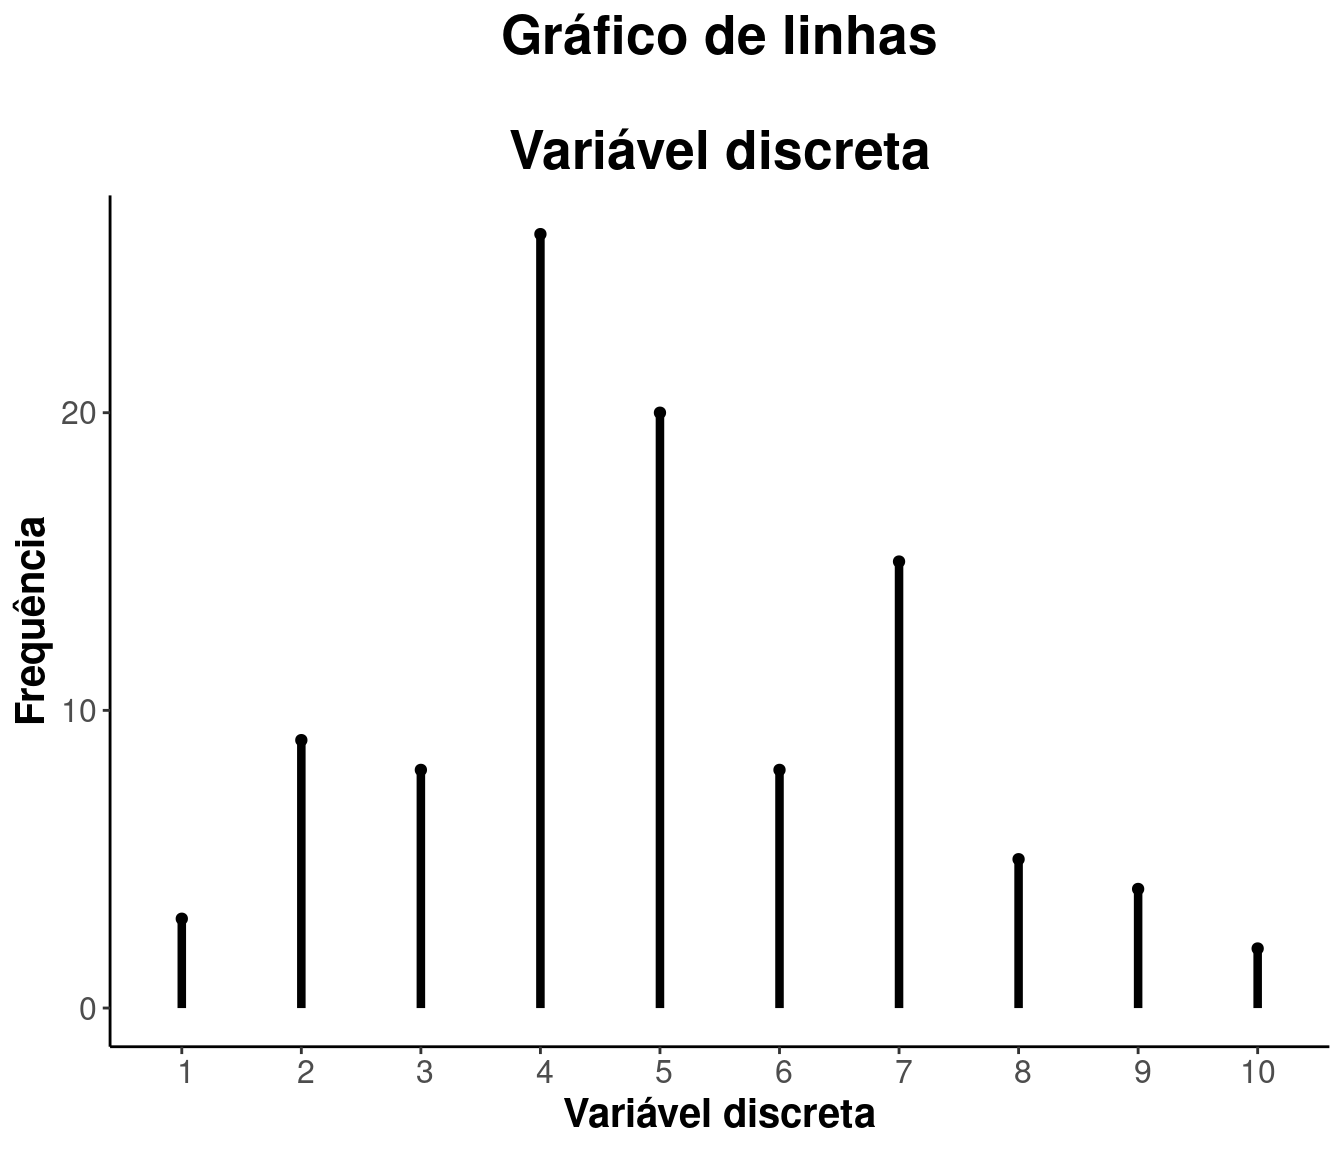 Gráfico de linhas
Variável discreta
Frequência
20
10
0
1 2 3 4 5 6 7 8 9 10
Variável discreta